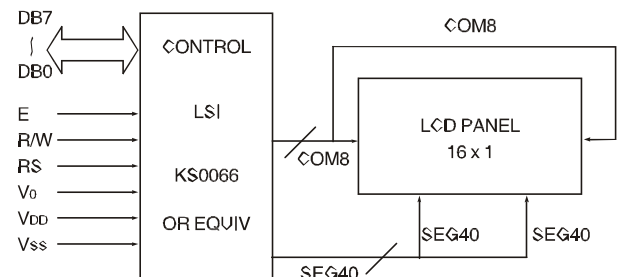 DB7
DB0
E
R/W
RS
V0
VDD
VSS
CONTROL
LSI
KS0066
OR EQUIV
COM8
COM8
LCD PANEL
16 x 1
SEG40
SEG40
SEG40